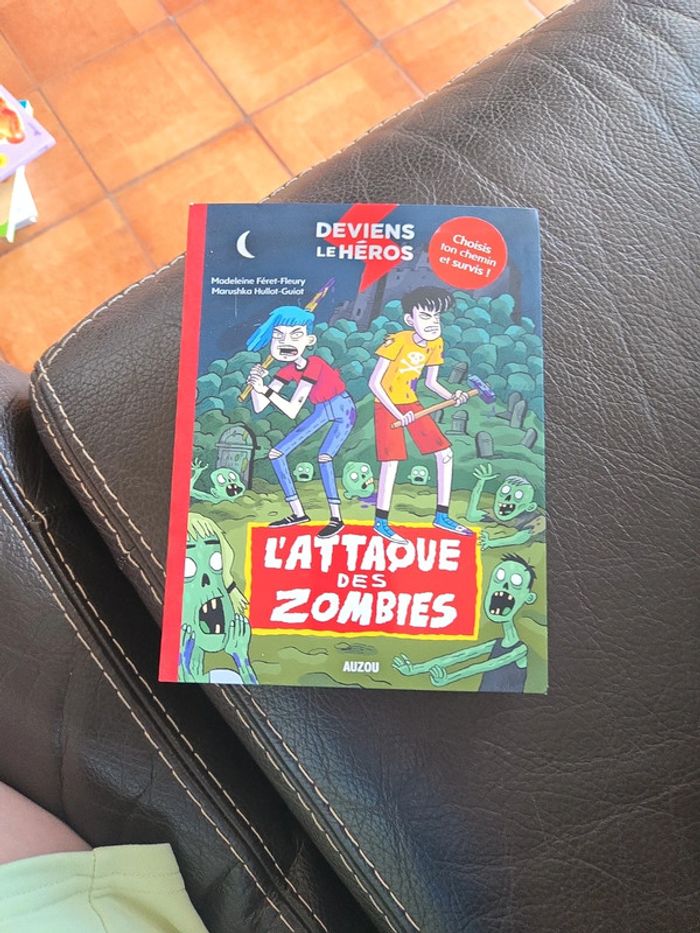 DEVIENS
LE HÉROS
Choisis
ton chemin
et survis !
Madeleine Féret-Fleury
Marushka Hullot-Guiot
L'ATTAQUE
DES
ZOMBIES
AUZOU